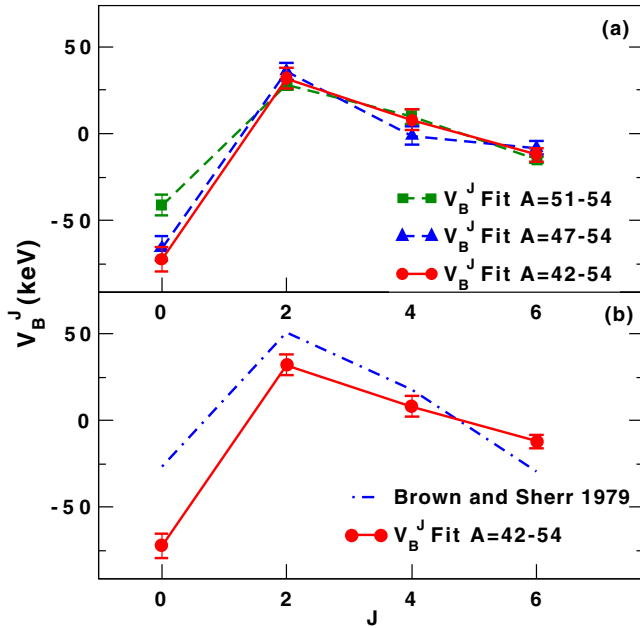 (a)
50
0
-50
V_B^J Fit A=51-54
V_B^J Fit A=47-54
V_B^J Fit A=42-54
0 2 4 6
V_B^J (keV)
(b)
50
0
-50
Brown and Sherr 1979
V_B^J Fit A=42-54
0 2 4 6
J